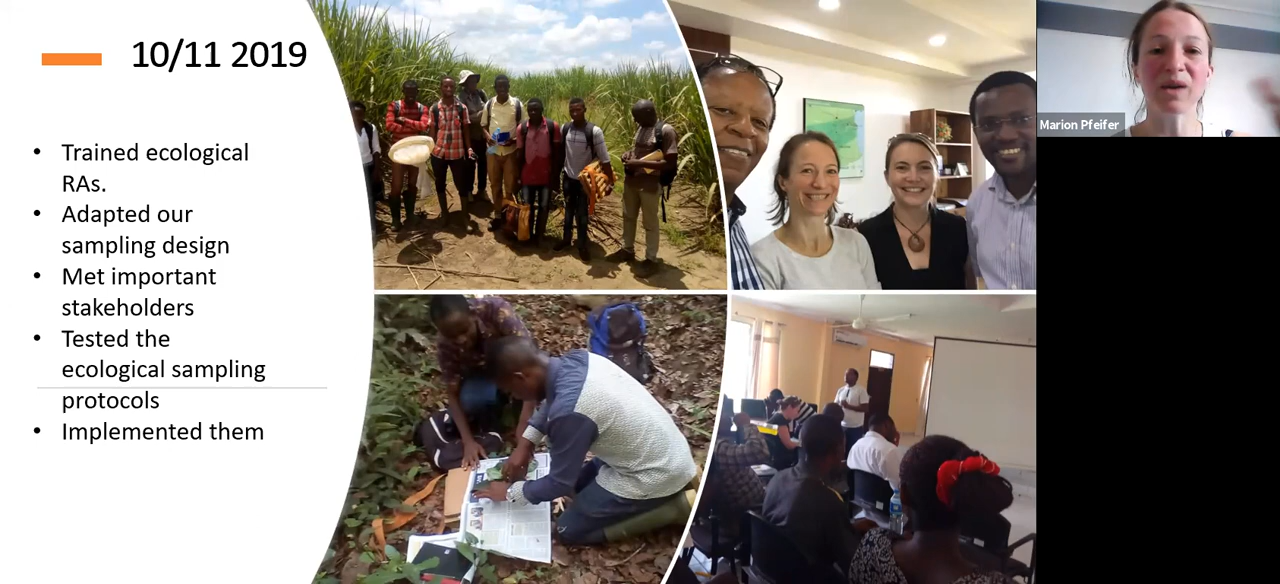 10/11 2019
• Trained ecological
RAs.
• Adapted our
sampling design
• Met important
stakeholders
• Tested the
ecological sampling
protocols
• Implemented them
Marion Pfeifer